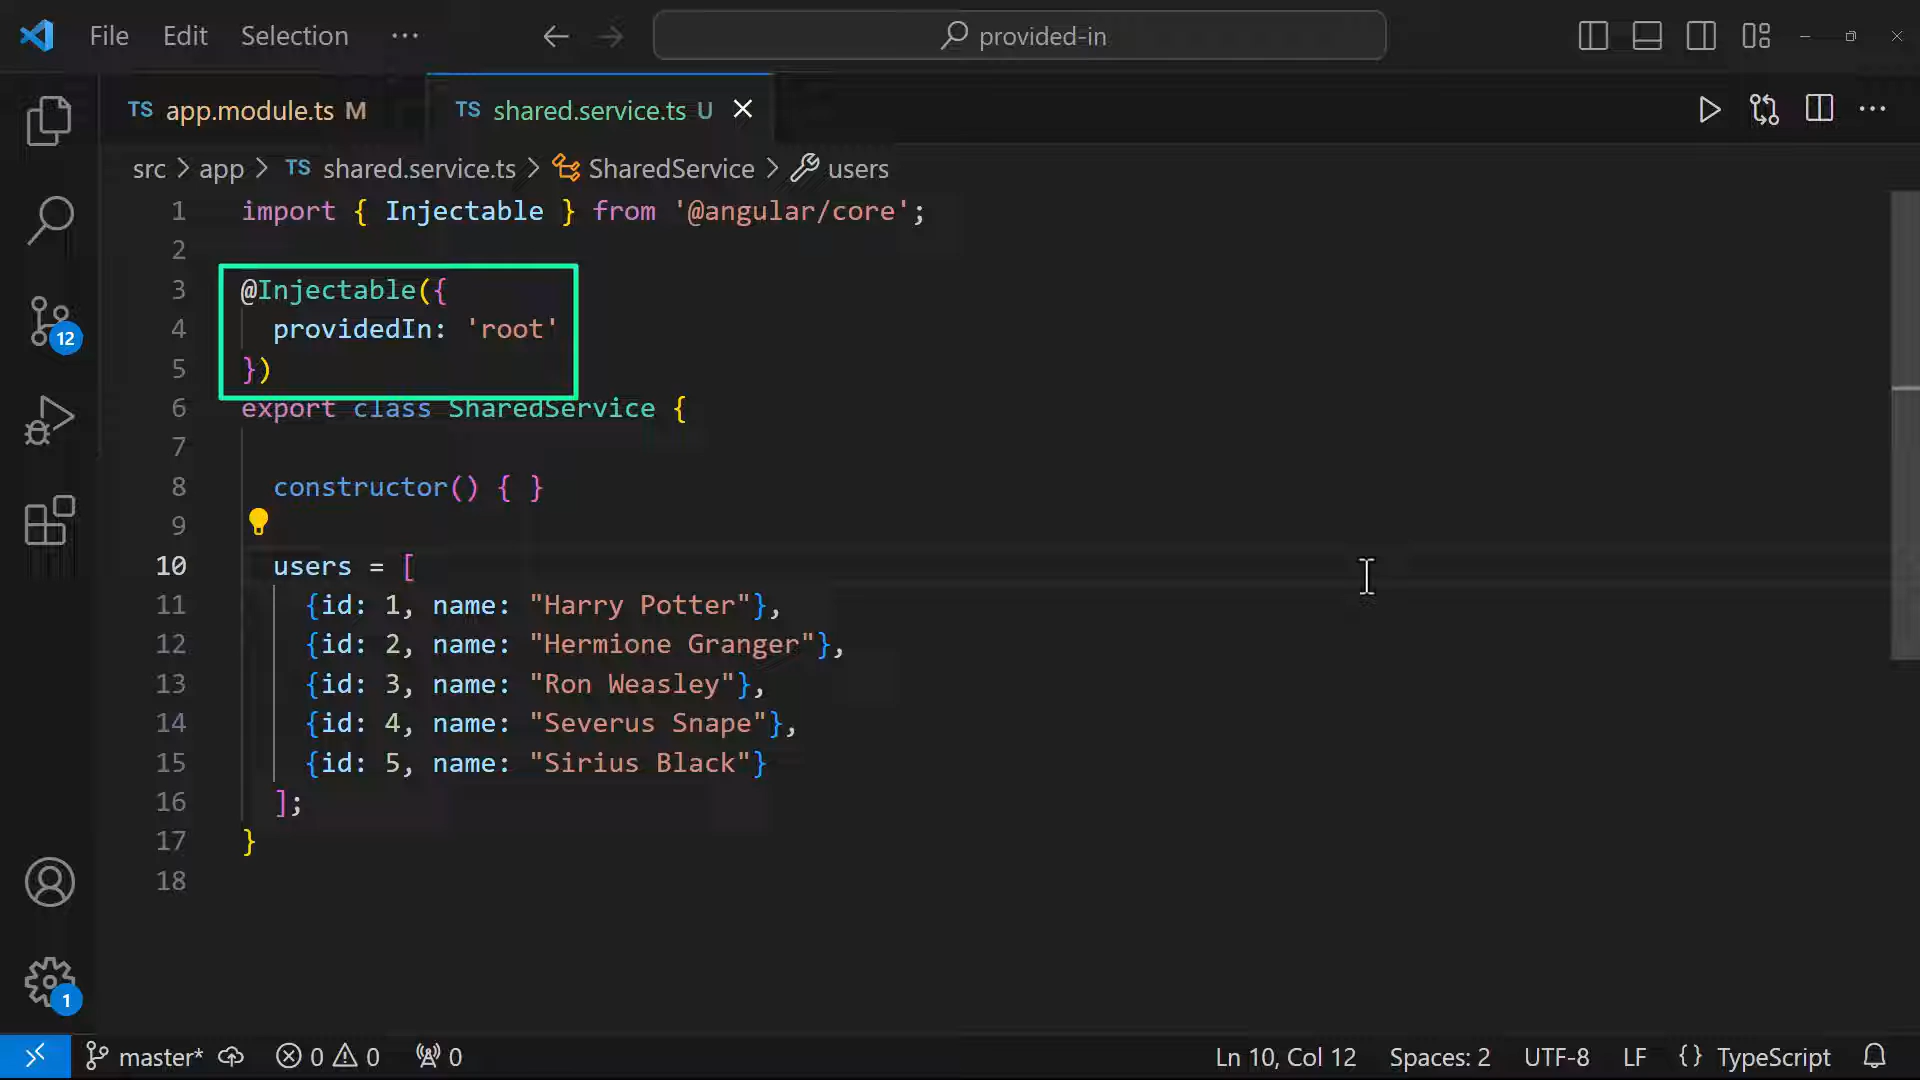 File Edit Selection ··· provided-in
TS app.module.ts M TS shared.service.ts U
src > app > TS shared.service.ts > SharedService > users
1 import { Injectable } from '@angular/core';
2
3 @Injectable({
4 providedIn: 'root'
5 })
6 export class SharedService {
7
8 constructor() { }
9
10 users = [
11 {id: 1, name: "Harry Potter"},
12 {id: 2, name: "Hermione Granger"},
13 {id: 3, name: "Ron Weasley"},
14 {id: 4, name: "Severus Snape"},
15 {id: 5, name: "Sirius Black"}
16 ];
17 }
18
12
1
master* 0 0 0 Ln 10, Col 12 Spaces: 2 UTF-8 LF {} TypeScript